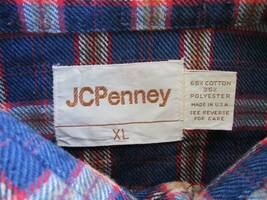 JCPenney
XL
65% COTTON
35%
POLYESTER
MADE IN U.S.A.
SEE REVERSE
FOR CARE